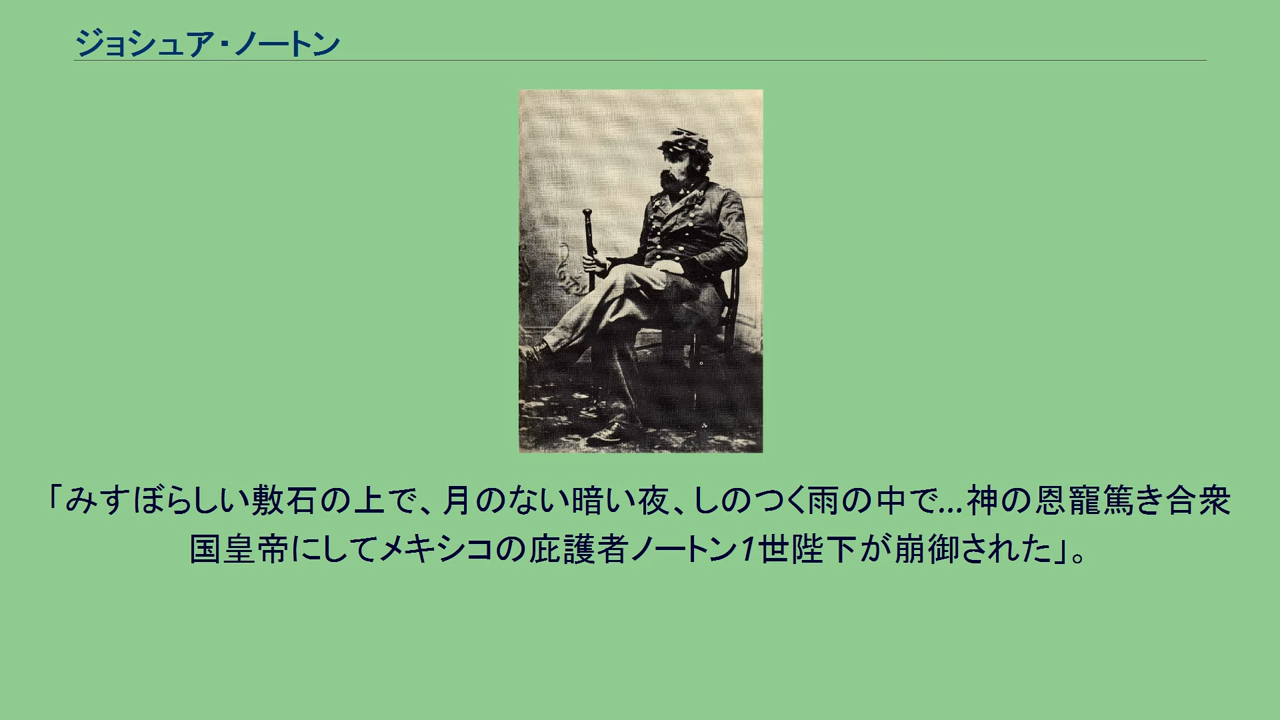 ジョシュア・ノートン
「みすぼらしい敷石の上で、月のない暗い夜、しのつく雨の中で...神の恩寵篤き合衆
国皇帝にしてメキシコの庇護者ノートン1世陛下が崩御された」。